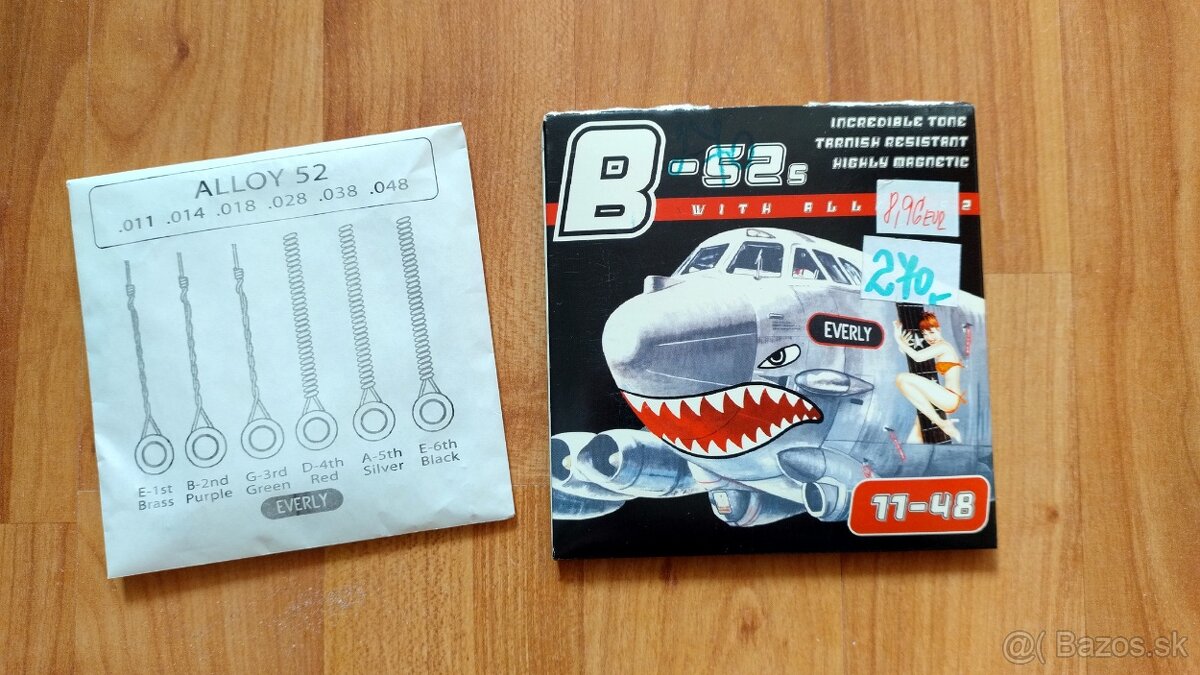 ALLOY 52
.011 .014 .018 .028 .038 .048
E-1st B-2nd G-3rd D-4th A-5th E-6th
Brass Purple Green Red Silver Black
EVERLY
B-52s
INCREDIBLE TONE
TARNISH RESISTANT
HIGHLY MAGNETIC
WITH ALL 2
8,96 EUR
270,-
EVERLY
11-48
@( Bazos.sk